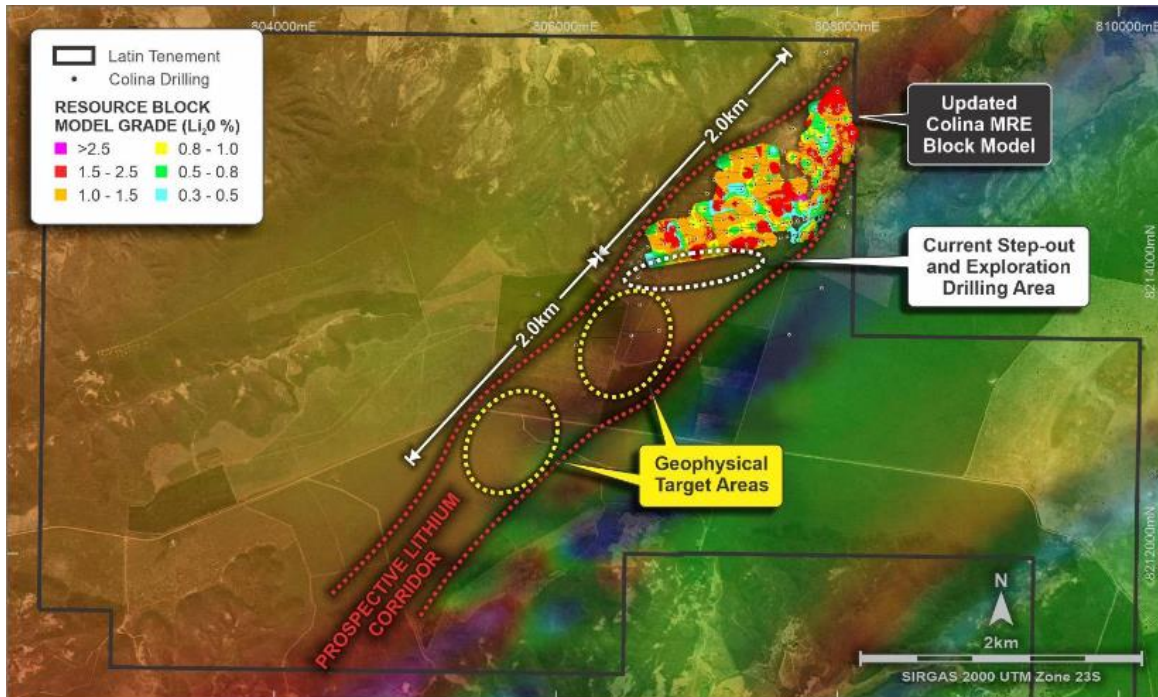 804000mE
806000mE
808000mE
810000mE
Latin Tenement
Colina Drilling
RESOURCE BLOCK
MODEL GRADE (Li₂0 %)
>2.5
0.8 - 1.0
1.5 - 2.5
0.5 - 0.8
1.0 - 1.5
0.3 - 0.5
2.0km
Updated
Colina MRE
Block Model
Current Step-out
and Exploration
Drilling Area
8214000mN
2.0km
Geophysical
Target Areas
8212000mN
PROSPECTIVE LITHIUM
CORRIDOR
N
2km
SIRGAS 2000 UTM Zone 23S